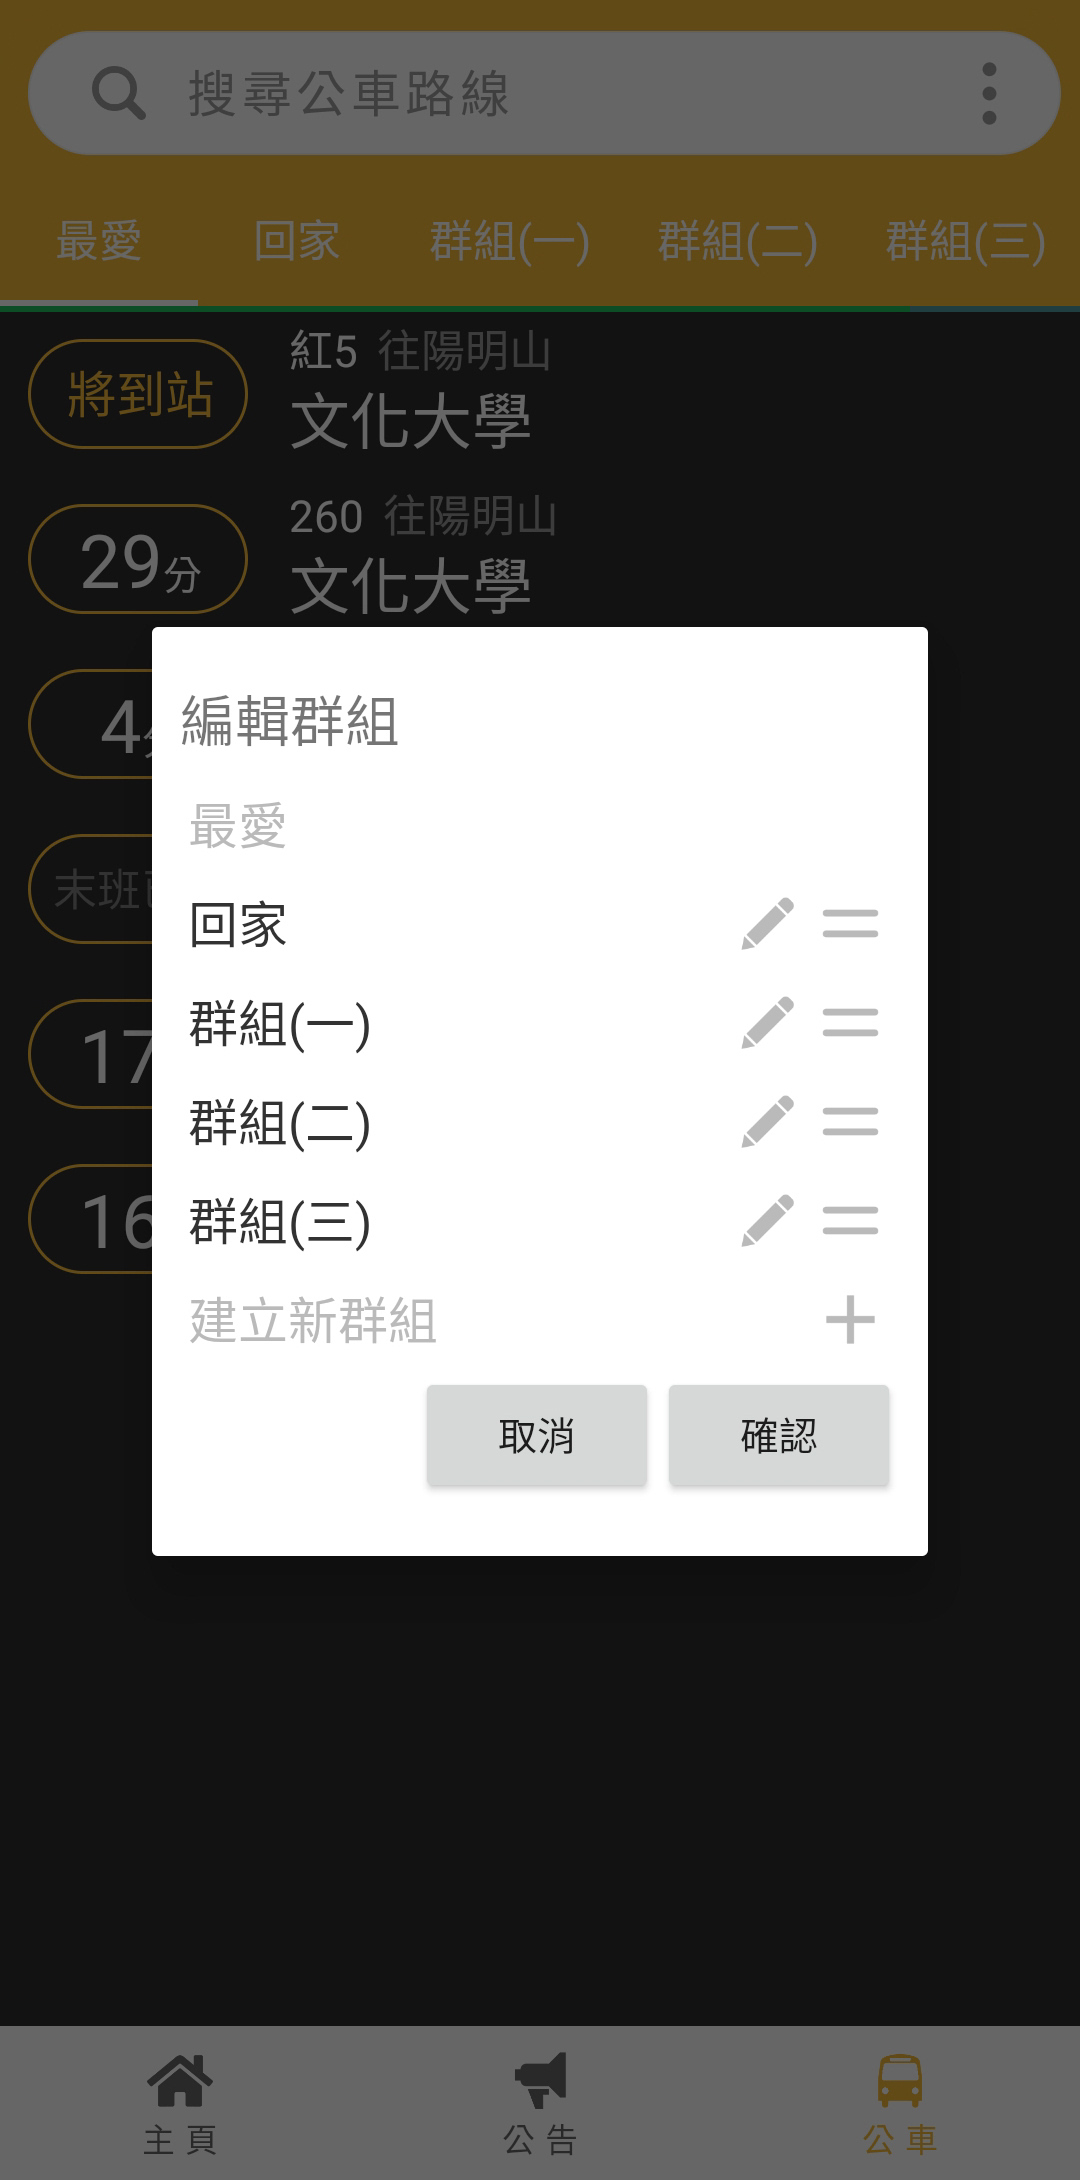 搜尋公車路線
最愛 回家 群組(一) 群組(二) 群組(三)
將到站
紅5 往陽明山
文化大學
29分
260 往陽明山
文化大學
4
末班
17
16
編輯群組
最愛
回家
群組(一)
群組(二)
群組(三)
建立新群組
取消 確認
主頁 公告 公車